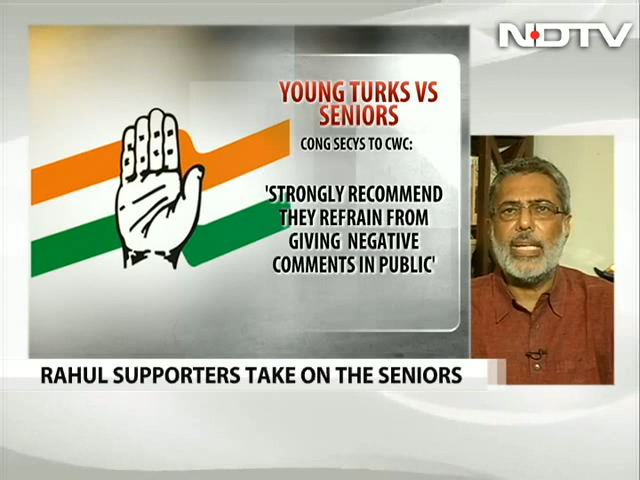 NDTV
YOUNG TURKS VS
SENIORS
CONG SECYS TO CWC:
'STRONGLY RECOMMEND
THEY REFRAIN FROM
GIVING NEGATIVE
COMMENTS IN PUBLIC'
RAHUL SUPPORTERS TAKE ON THE SENIORS